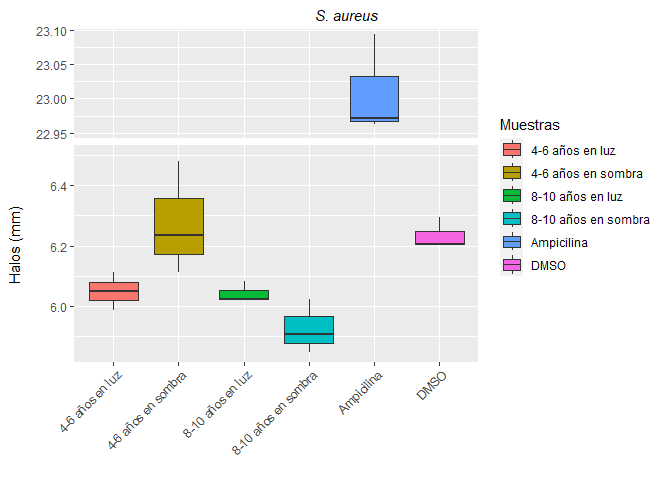 S. aureus
23.10
23.05
23.00
22.95
6.4
6.2
6.0
Halos (mm)
4-6 años en luz
4-6 años en sombra
8-10 años en luz
8-10 años en sombra
Ampicilina
DMSO
Muestras
4-6 años en luz
4-6 años en sombra
8-10 años en luz
8-10 años en sombra
Ampicilina
DMSO